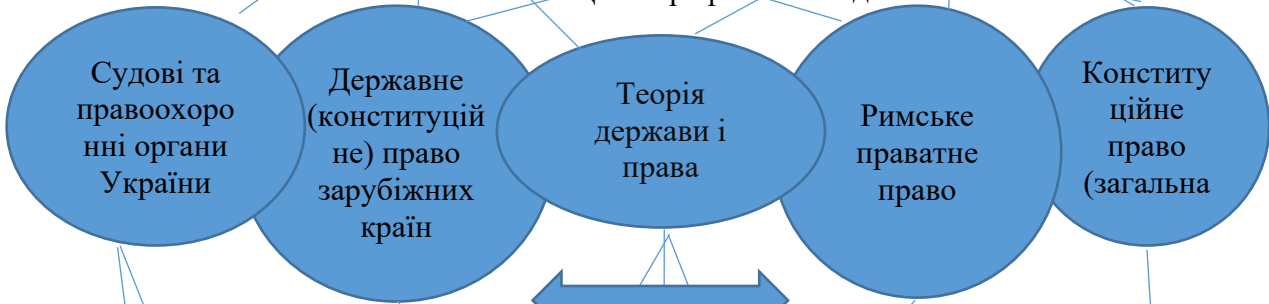 Судові та
правоохоро
нні органи
України
Державне
(конституцій
не) право
зарубіжних
країн
Теорія
держави і
права
Римське
праватне
право
Конститу
ційне
право
(загальна